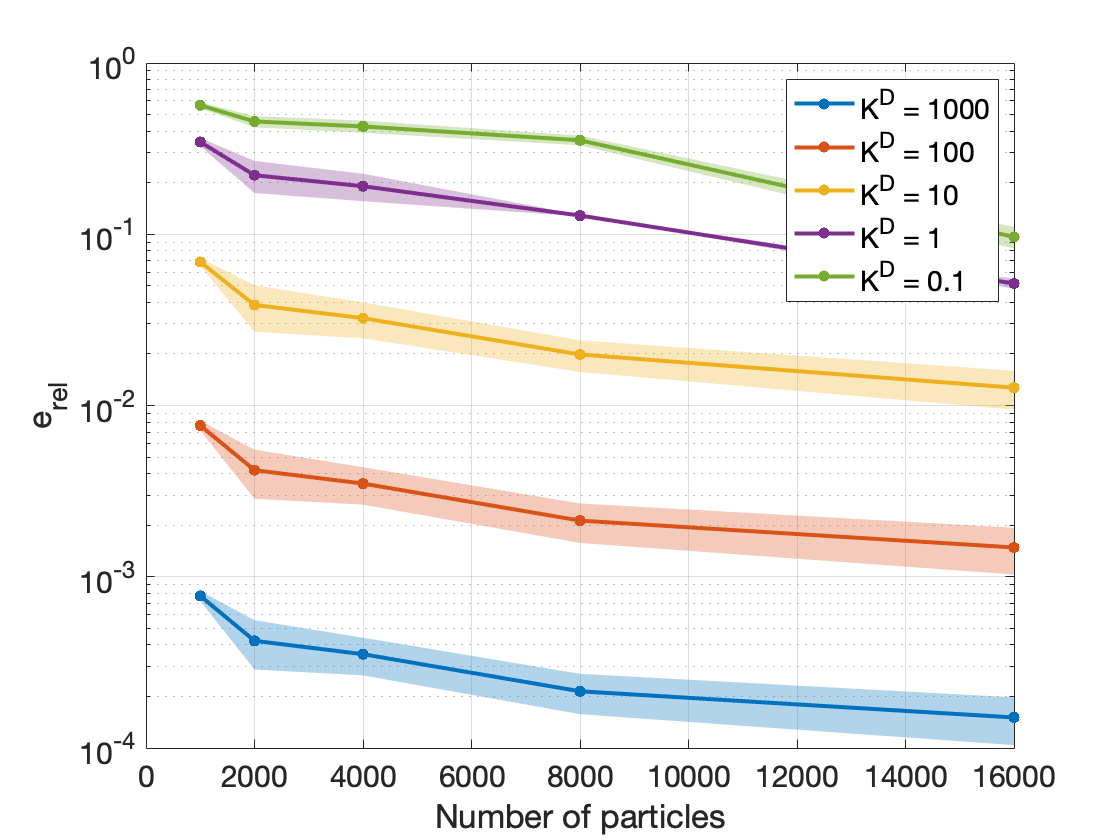 10^0
10^-1
10^-2
10^-3
10^-4
e_rel
0 2000 4000 6000 8000 10000 12000 14000 16000
Number of particles
K^D = 1000
K^D = 100
K^D = 10
K^D = 1
K^D = 0.1